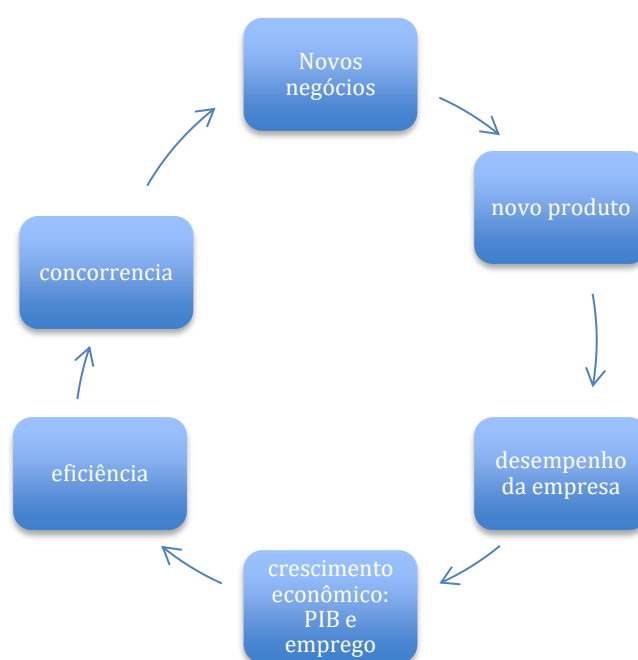 Novos
negócios
novo produto
desempenho
da empresa
crescimento
econômico:
PIB e
emprego
eficiência
concorrencia